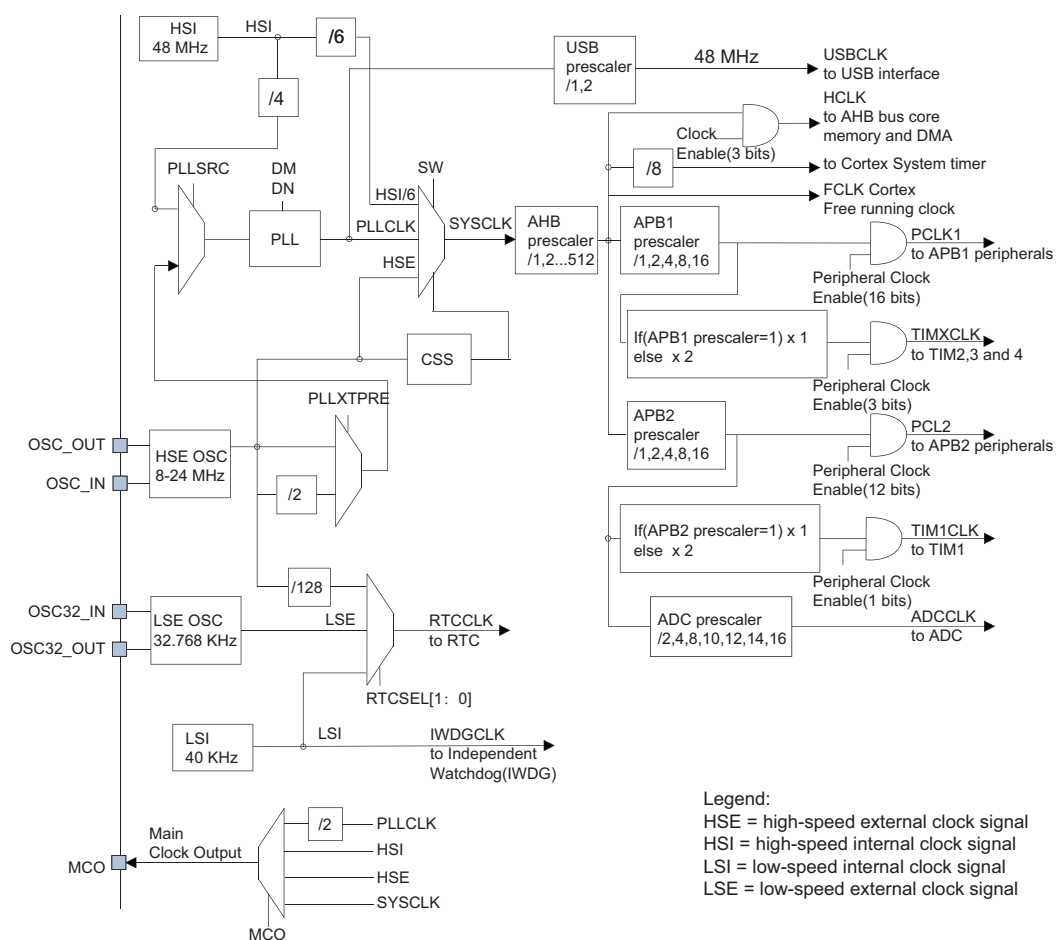 HSI
48 MHz
HSI
/6
/4
USB
prescaler
/1,2
48 MHz
USBCLK
to USB interface
HCLK
to AHB bus core
memory and DMA
Clock
Enable(3 bits)
/8
to Cortex System timer
FCLK Cortex
Free running clock
PLLSRC
DM
DN
PLL
SW
HSI/6
PLLCLK
HSE
SYSCLK
AHB
prescaler
/1,2...512
APB1
prescaler
/1,2,4,8,16
PCLK1
to APB1 peripherals
Peripheral Clock
Enable(16 bits)
If(APB1 prescaler=1) x 1
else x 2
TIMXCLK
to TIM2,3 and 4
Peripheral Clock
Enable(3 bits)
CSS
PLLXTPRE
APB2
prescaler
/1,2,4,8,16
PCL2
to APB2 peripherals
Peripheral Clock
Enable(12 bits)
OSC_OUT
OSC_IN
HSE OSC
8-24 MHz
/2
If(APB2 prescaler=1) x 1
else x 2
TIM1CLK
to TIM1
Peripheral Clock
Enable(1 bits)
/128
OSC32_IN
OSC32_OUT
LSE OSC
32.768 KHz
LSE
RTCCLK
to RTC
RTCSEL[1: 0]
ADC prescaler
/2,4,8,10,12,14,16
ADCCLK
to ADC
LSI
40 KHz
LSI
IWDGCLK
to Independent
Watchdog(IWDG)
/2
PLLCLK
HSI
HSE
SYSCLK
Main
Clock Output
MCO
MCO
Legend:
HSE = high-speed external clock signal
HSI = high-speed internal clock signal
LSI = low-speed internal clock signal
LSE = low-speed external clock signal